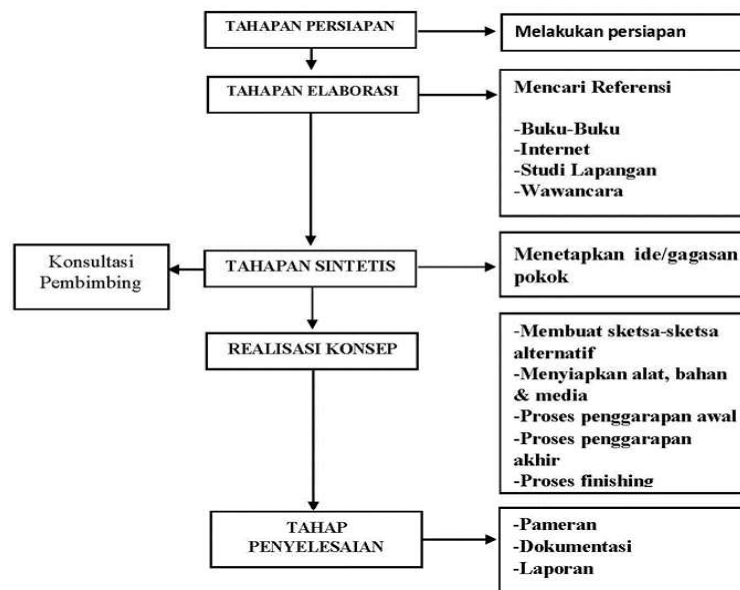 TAHAPAN PERSIAPAN
Melakukan persiapan
TAHAPAN ELABORASI
Mencari Referensi
-Buku-Buku
-Internet
-Studi Lapangan
-Wawancara
Konsultasi
Pembimbing
TAHAPAN SINTETIS
Menetapkan ide/gagasan
pokok
REALISASI KONSEP
-Membuat sketsa-sketsa
alternatif
-Menyiapkan alat, bahan
& media
-Proses penggarapan awal
-Proses penggarapan
akhir
-Proses finishing
TAHAP
PENYELESAIAN
-Pameran
-Dokumentasi
-Laporan